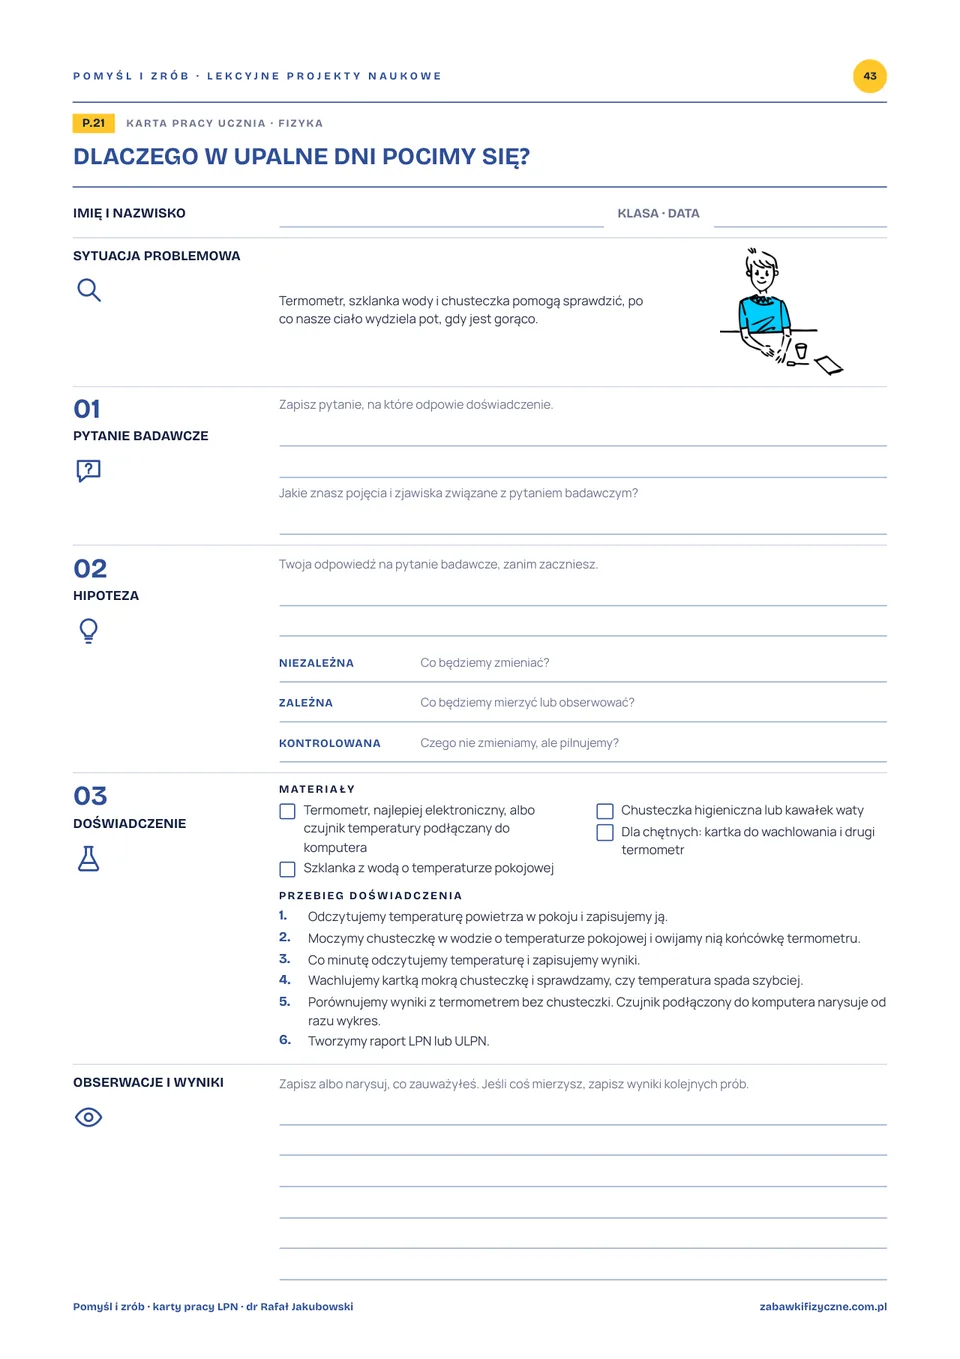 POMYŚL I ZRÓB · LEKCYJNE PROJEKTY NAUKOWE
43
P.21 KARTA PRACY UCZNIA · FIZYKA
DLACZEGO W UPALNE DNI POCIMY SIĘ?
IMIĘ I NAZWISKO KLASA · DATA
SYTUACJA PROBLEMOWA
Termometr, szklanka wody i chusteczka pomogą sprawdzić, po
co nasze ciało wydziela pot, gdy jest gorąco.
01
PYTANIE BADAWCZE
Zapisz pytanie, na które odpowie doświadczenie.
Jakie znasz pojęcia i zjawiska związane z pytaniem badawczym?
02
HIPOTEZA
Twoja odpowiedź na pytanie badawcze, zanim zaczniesz.
NIEZALEŻNA Co będziemy zmieniać?
ZALEŻNA Co będziemy mierzyć lub obserwować?
KONTROLOWANA Czego nie zmieniamy, ale pilnujemy?
03
DOŚWIADCZENIE
MATERIAŁY
Termometr, najlepiej elektroniczny, albo
czujnik temperatury podłączany do
komputera
Szklanka z wodą o temperaturze pokojowej
Chusteczka higieniczna lub kawałek waty
Dla chętnych: kartka do wachlowania i drugi
termometr
PRZEBIEG DOŚWIADCZENIA
1. Odczytujemy temperaturę powietrza w pokoju i zapisujemy ją.
2. Moczymy chusteczkę w wodzie o temperaturze pokojowej i owijamy nią końcówkę termometru.
3. Co minutę odczytujemy temperaturę i zapisujemy wyniki.
4. Wachlujemy kartką mokrą chusteczkę i sprawdzamy, czy temperatura spada szybciej.
5. Porównujemy wyniki z termometrem bez chusteczki. Czujnik podłączony do komputera narysuje od
razu wykres.
6. Tworzymy raport LPN lub ULPN.
OBSERWACJE I WYNIKI
Zapisz albo narysuj, co zauważyłeś. Jeśli coś mierzysz, zapisz wyniki kolejnych prób.
Pomyśl i zrób · karty pracy LPN · dr Rafał Jakubowski
zabawkifizyczne.com.pl